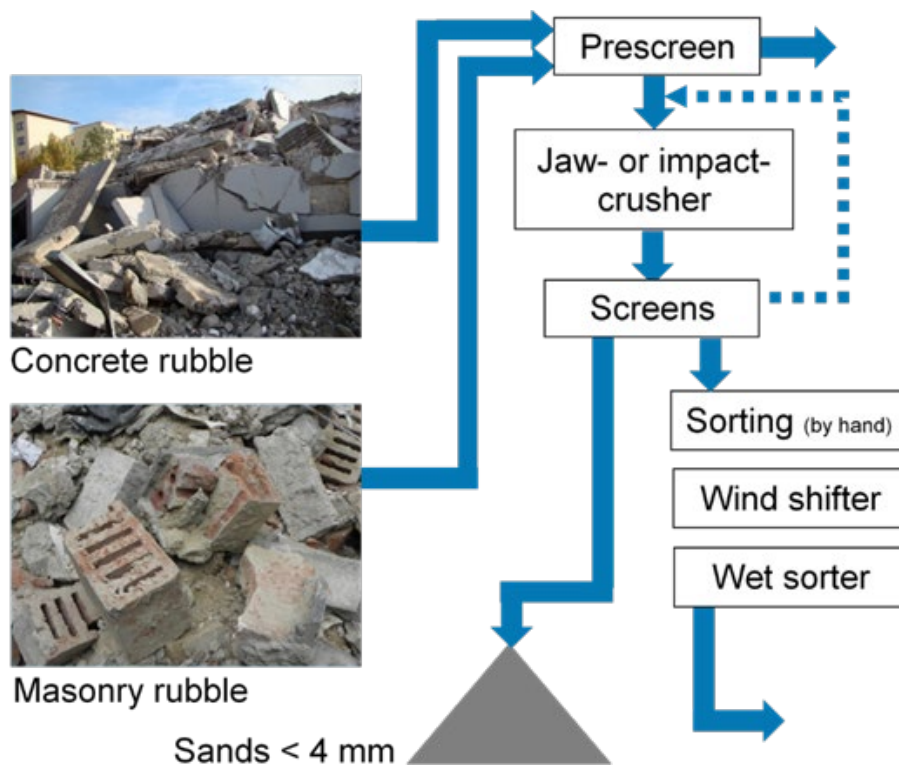 Prescreen
Jaw- or impact-
crusher
Screens
Concrete rubble
Sorting (by hand)
Wind shifter
Wet sorter
Masonry rubble
Sands < 4 mm